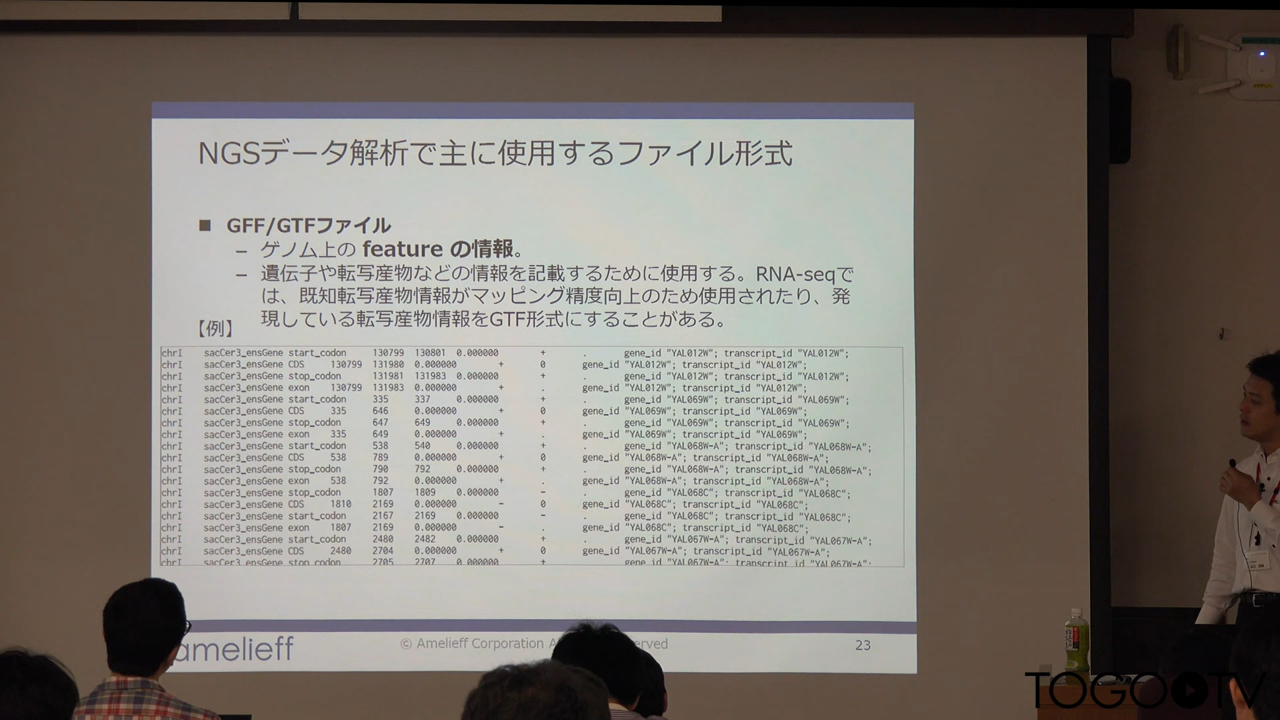 NGSデータ解析で主に使用するファイル形式
■ GFF/GTFファイル
– ゲノム上の feature の情報。
– 遺伝子や転写産物などの情報を記載するために使用する。RNA-seqで
は、既知転写産物情報がマッピング精度向上のため使用されたり、発
現している転写産物情報をGTF形式にすることがある。
【例】
chrI sacCer3_ensGene start_codon 130799 130801 0.000000 + . gene_id "YAL012W"; transcript_id "YAL012W";
chrI sacCer3_ensGene CDS 130799 131980 0.000000 + 0 gene_id "YAL012W"; transcript_id "YAL012W";
chrI sacCer3_ensGene stop_codon 131981 131983 0.000000 + . gene_id "YAL012W"; transcript_id "YAL012W";
chrI sacCer3_ensGene exon 130799 131983 0.000000 + . gene_id "YAL012W"; transcript_id "YAL012W";
chrI sacCer3_ensGene start_codon 335 337 0.000000 + . gene_id "YAL069W"; transcript_id "YAL069W";
chrI sacCer3_ensGene CDS 335 646 0.000000 + 0 gene_id "YAL069W"; transcript_id "YAL069W";
chrI sacCer3_ensGene stop_codon 647 649 0.000000 + . gene_id "YAL069W"; transcript_id "YAL069W";
chrI sacCer3_ensGene exon 335 649 0.000000 + . gene_id "YAL069W"; transcript_id "YAL069W";
chrI sacCer3_ensGene start_codon 538 540 0.000000 + . gene_id "YAL068W-A"; transcript_id "YAL068W-A";
chrI sacCer3_ensGene CDS 538 789 0.000000 + 0 gene_id "YAL068W-A"; transcript_id "YAL068W-A";
chrI sacCer3_ensGene stop_codon 790 792 0.000000 + . gene_id "YAL068W-A"; transcript_id "YAL068W-A";
chrI sacCer3_ensGene exon 538 792 0.000000 + . gene_id "YAL068W-A"; transcript_id "YAL068W-A";
chrI sacCer3_ensGene stop_codon 1807 1809 0.000000 - . gene_id "YAL068C"; transcript_id "YAL068C";
chrI sacCer3_ensGene CDS 1810 2169 0.000000 - 0 gene_id "YAL068C"; transcript_id "YAL068C";
chrI sacCer3_ensGene start_codon 2167 2169 0.000000 - . gene_id "YAL068C"; transcript_id "YAL068C";
chrI sacCer3_ensGene exon 1807 2169 0.000000 - . gene_id "YAL068C"; transcript_id "YAL068C";
chrI sacCer3_ensGene start_codon 2480 2482 0.000000 + . gene_id "YAL067W-A"; transcript_id "YAL067W-A";
chrI sacCer3_ensGene CDS 2480 2704 0.000000 + 0 gene_id "YAL067W-A"; transcript_id "YAL067W-A";
chrI sacCer3_ensGene stop_codon 2705 2707 0.000000 + . gene_id "YAL067W-A"; transcript_id "YAL067W-A";
amelieff © Amelieff Corporation 23
TOGO TV